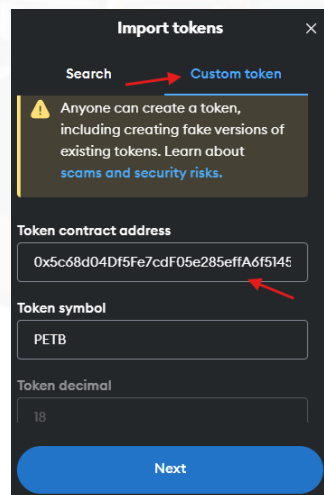 Import tokens ×
Search Custom token
Anyone can create a token,
including creating fake versions of
existing tokens. Learn about
scams and security risks.
Token contract address
0x5c68d04Df5Fe7cdF05e285effA6f5145
Token symbol
PETB
Token decimal
18
Next